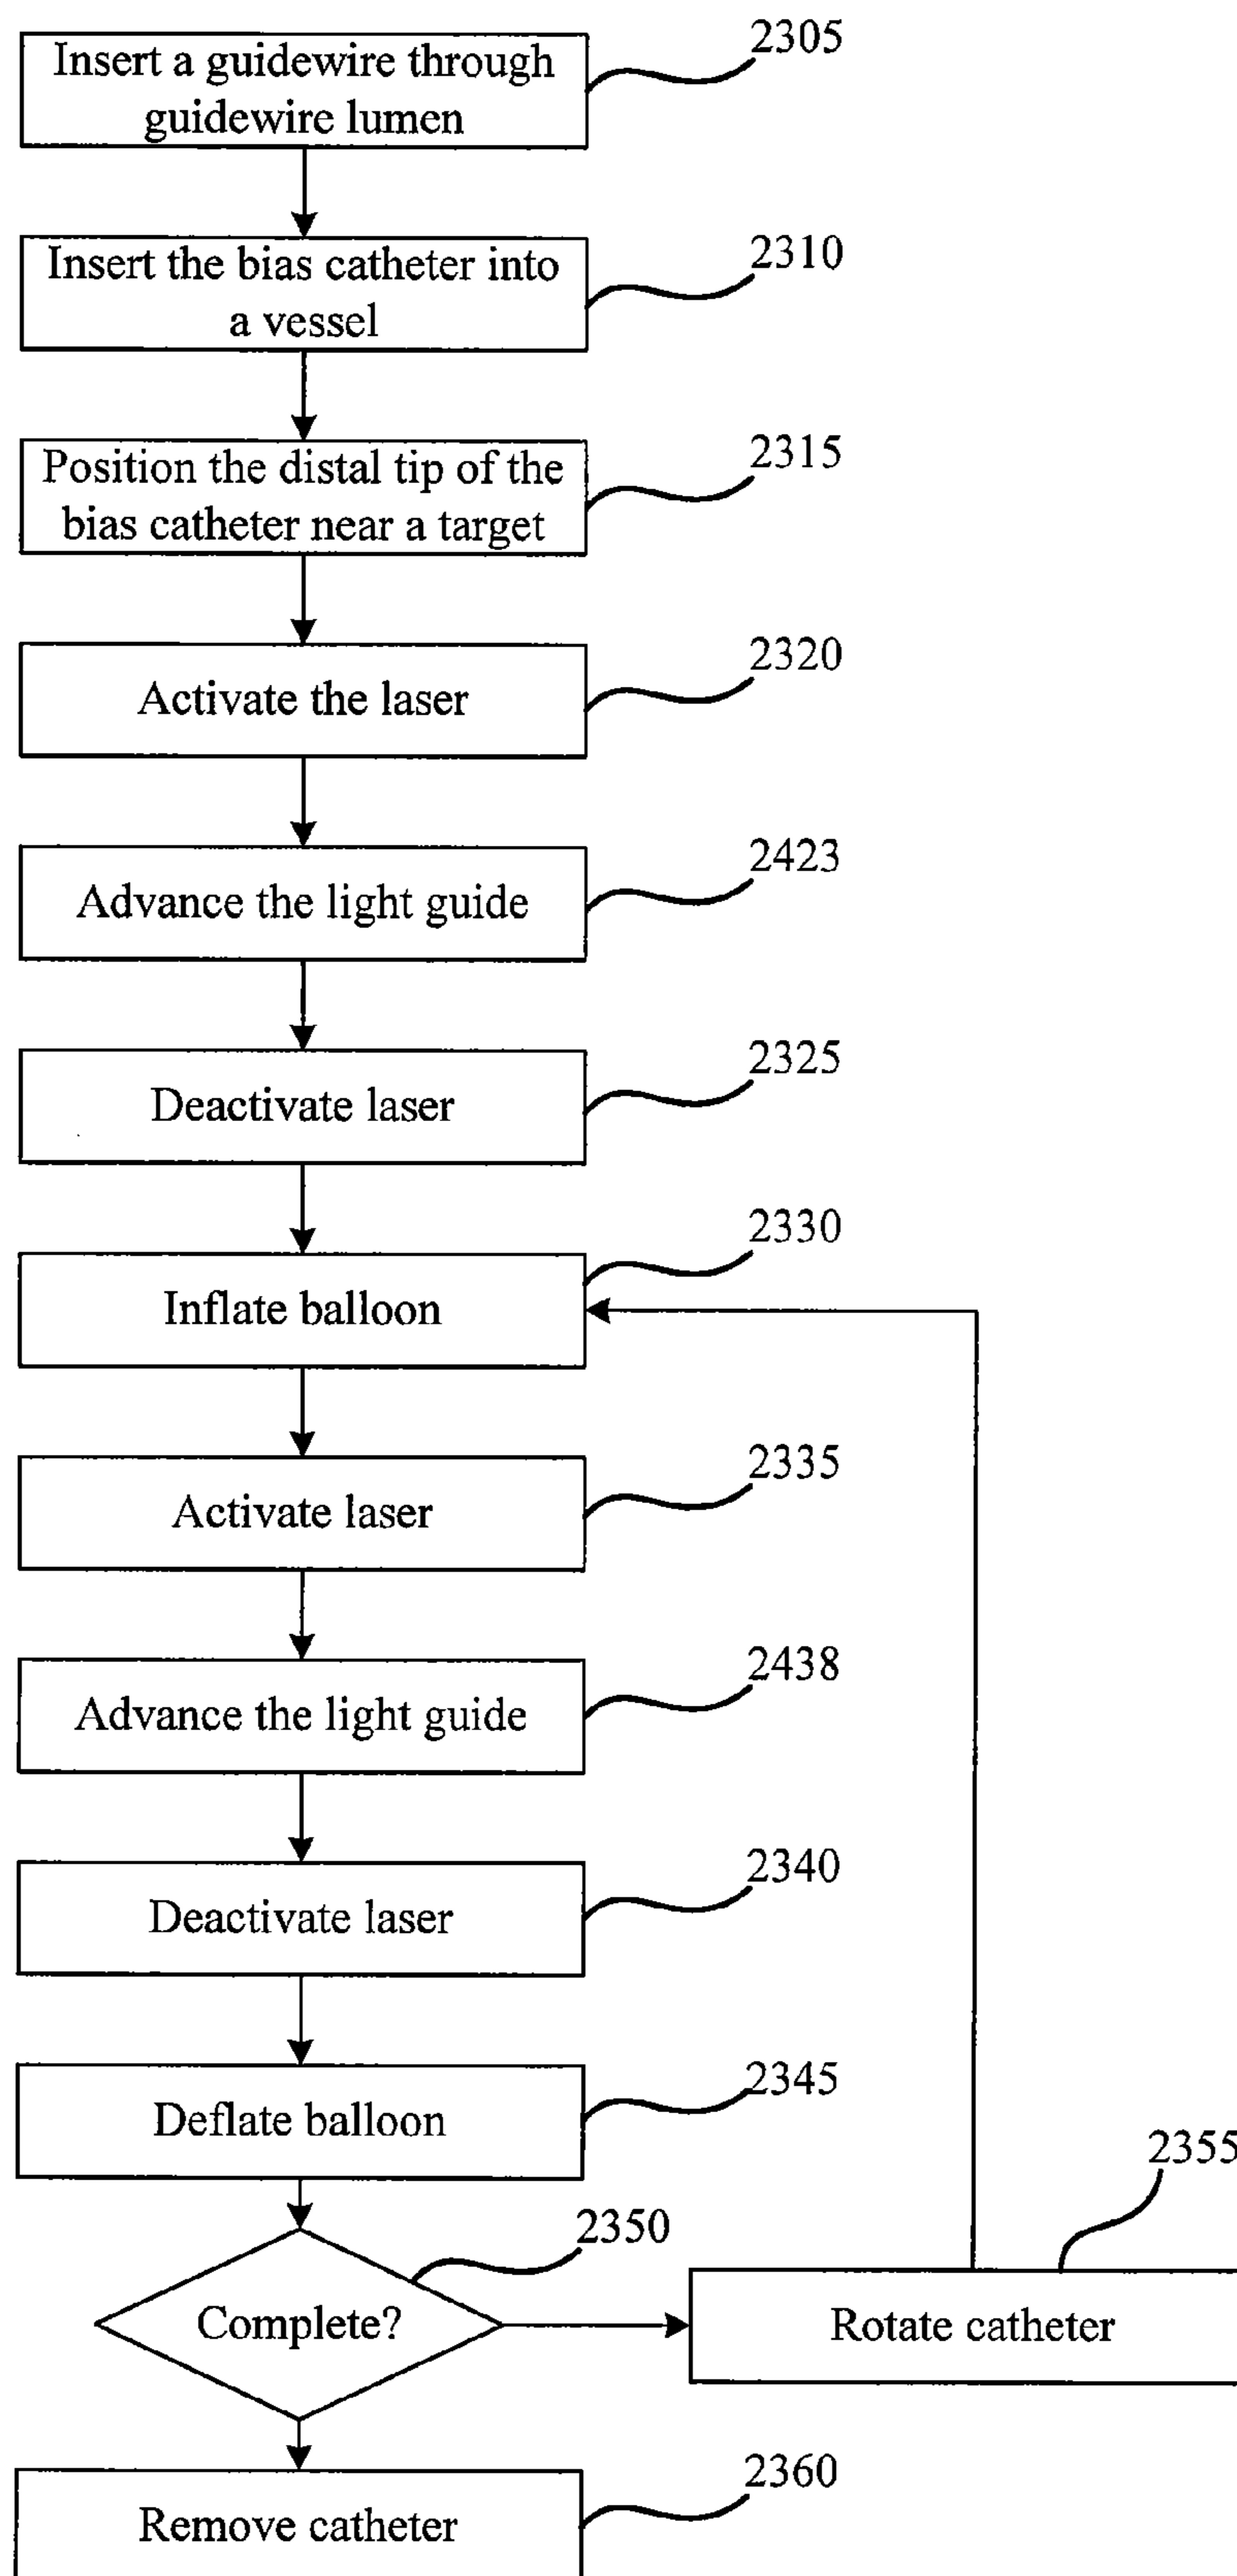 2305
Insert a guidewire through
guidewire lumen
2310
Insert the bias catheter into
a vessel
2315
Position the distal tip of the
bias catheter near a target
2320
Activate the laser
2423
Advance the light guide
2325
Deactivate laser
2330
Inflate balloon
2335
Activate laser
2438
Advance the light guide
2340
Deactivate laser
2345
Deflate balloon
2350
Complete?
2355
Rotate catheter
2360
Remove catheter